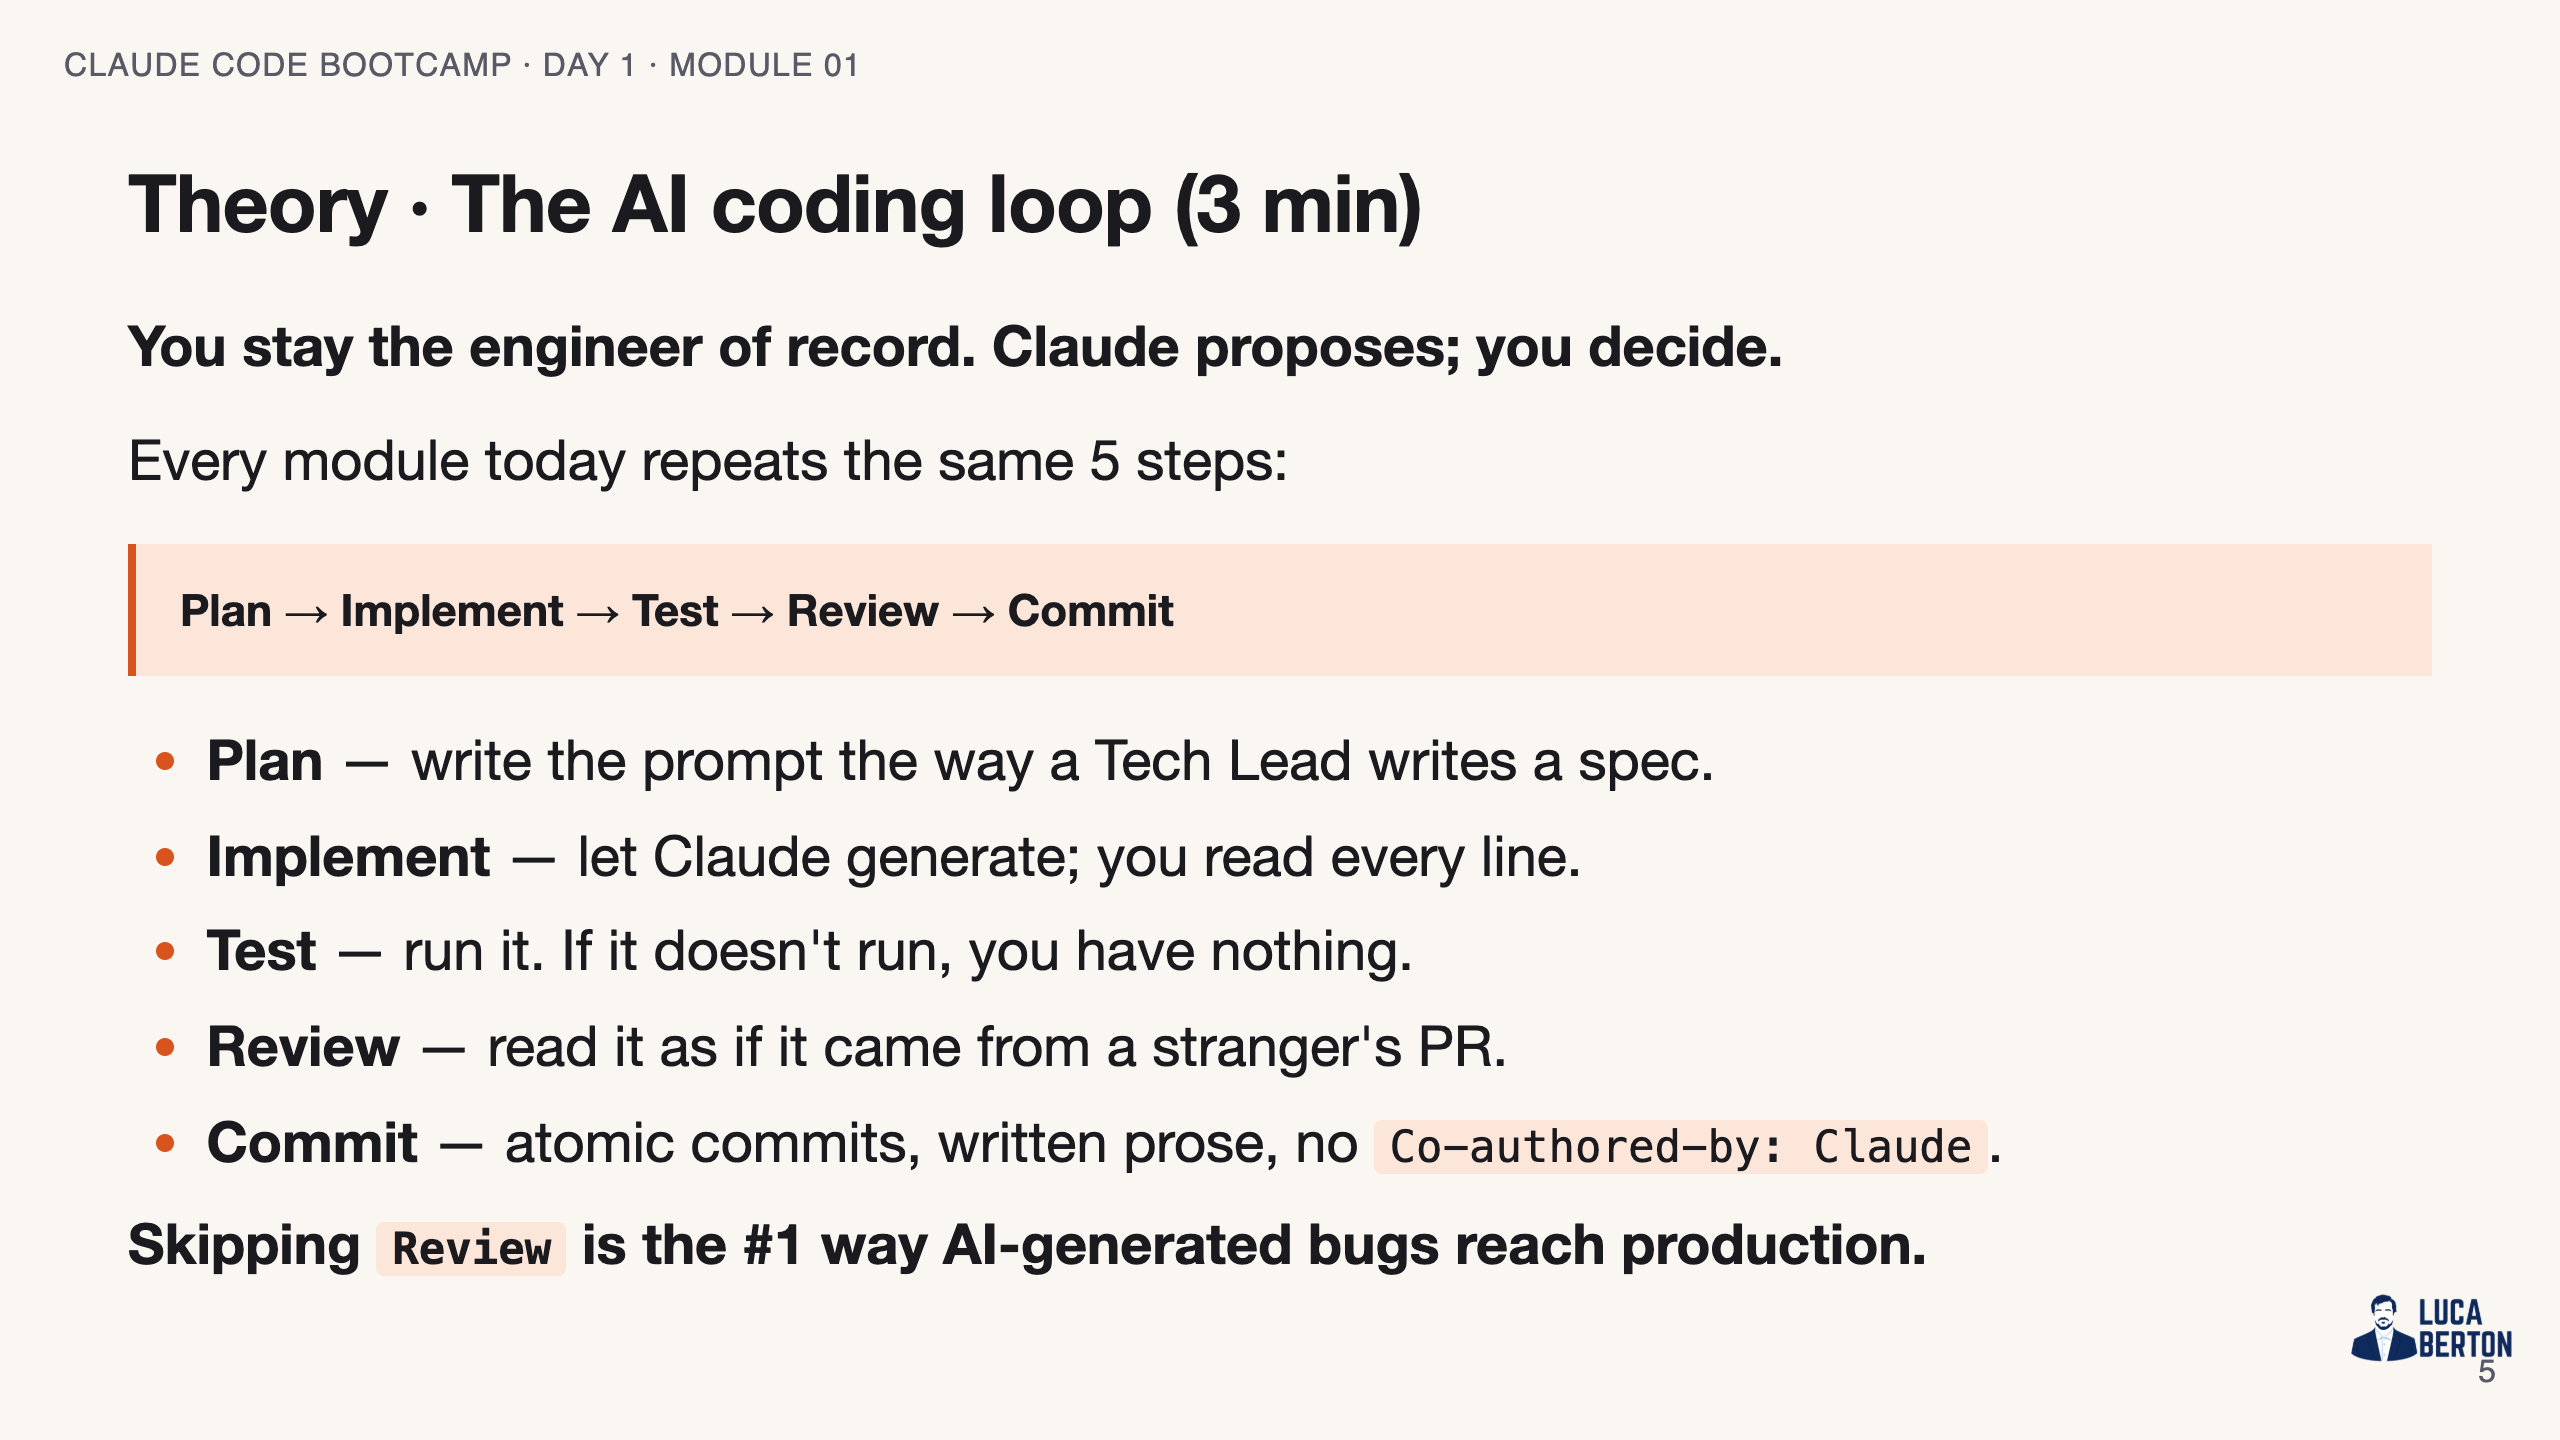 CLAUDE CODE BOOTCAMP · DAY 1 · MODULE 01
Theory · The AI coding loop (3 min)
You stay the engineer of record. Claude proposes; you decide.
Every module today repeats the same 5 steps:
Plan → Implement → Test → Review → Commit
• Plan — write the prompt the way a Tech Lead writes a spec.
• Implement — let Claude generate; you read every line.
• Test — run it. If it doesn't run, you have nothing.
• Review — read it as if it came from a stranger's PR.
• Commit — atomic commits, written prose, no Co-authored-by: Claude.
Skipping Review is the #1 way AI-generated bugs reach production.
LUCA
BERTON
5